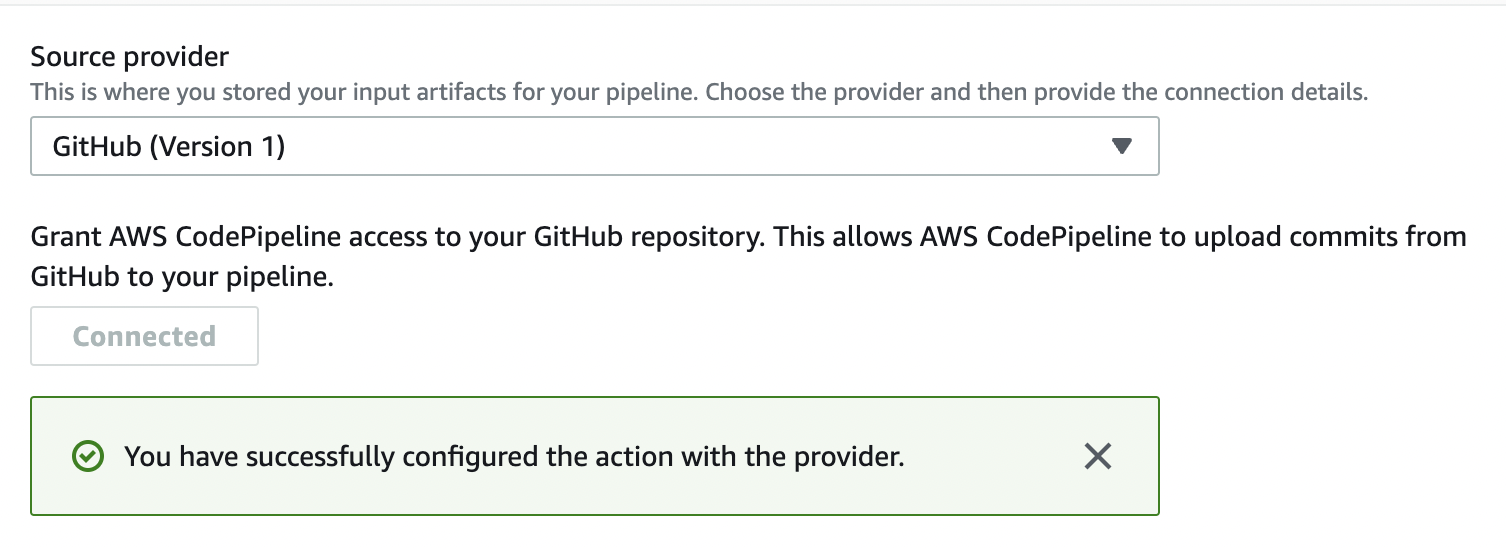 Source provider
This is where you stored your input artifacts for your pipeline. Choose the provider and then provide the connection details.
GitHub (Version 1)
Grant AWS CodePipeline access to your GitHub repository. This allows AWS CodePipeline to upload commits from
GitHub to your pipeline.
Connected
You have successfully configured the action with the provider.